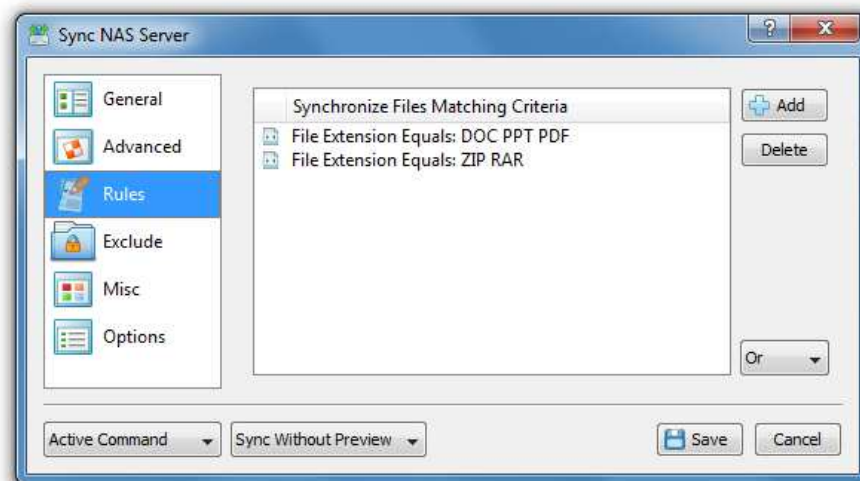 Sync NAS Server
?
X
General
Advanced
Rules
Exclude
Misc
Options
Synchronize Files Matching Criteria
File Extension Equals: DOC PPT PDF
File Extension Equals: ZIP RAR
Add
Delete
Or
Active Command
Sync Without Preview
Save
Cancel